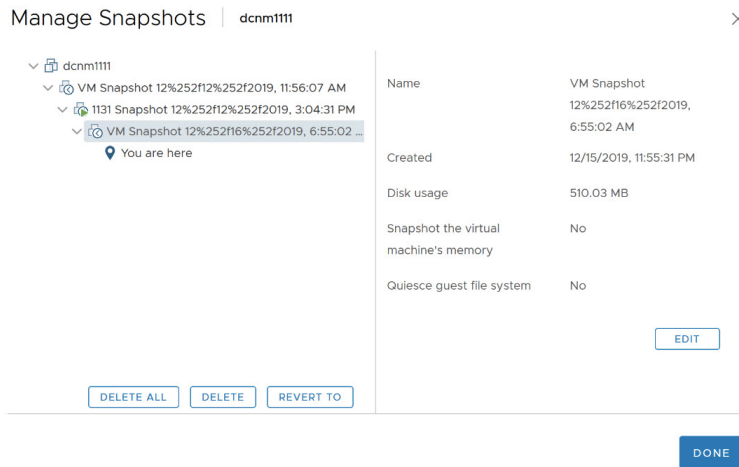 Manage Snapshots dcnm1111
dcnm1111
VM Snapshot 12%252f12%252f2019, 11:56:07 AM
1131 Snapshot 12%252f12%252f2019, 3:04:31 PM
VM Snapshot 12%252f16%252f2019, 6:55:02 ...
You are here
Name
VM Snapshot
12%252f16%252f2019,
6:55:02 AM
Created
12/15/2019, 11:55:31 PM
Disk usage
510.03 MB
Snapshot the virtual
machine's memory
No
Quiesce guest file system
No
EDIT
DELETE ALL
DELETE
REVERT TO
DONE